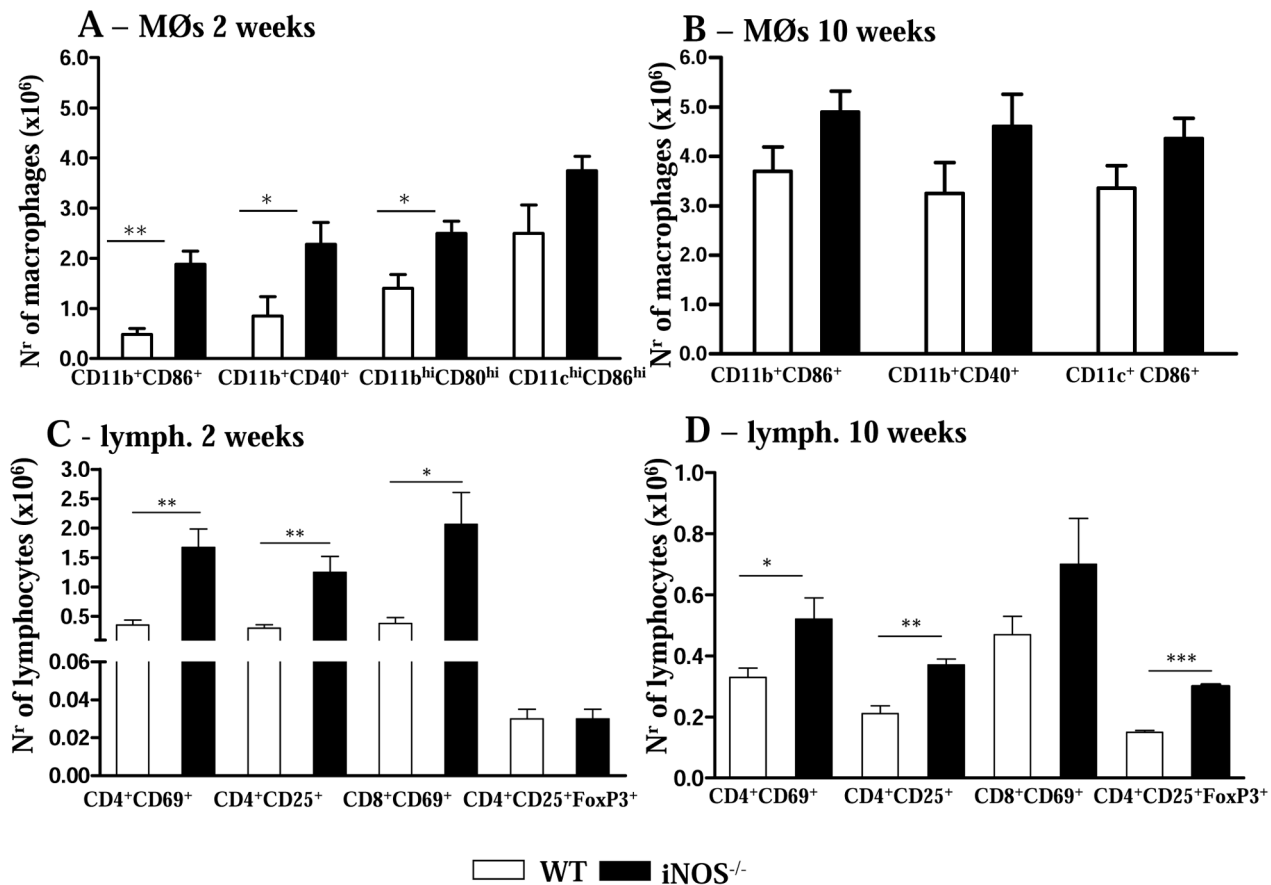 A – MØs 2 weeks
Nʳ of macrophages (x10⁶)
6.0
5.0
4.0
3.0
2.0
1.0
0.0
** * *
CD11b⁺CD86⁺ CD11b⁺CD40⁺ CD11bʰⁱCD80ʰⁱ CD11cʰⁱCD86ʰⁱ
B – MØs 10 weeks
Nʳ of macrophages (x10⁶)
6.0
5.0
4.0
3.0
2.0
1.0
0.0
CD11b⁺CD86⁺ CD11b⁺CD40⁺ CD11c⁺ CD86⁺
C - lymph. 2 weeks
Nʳ of lymphocytes (x10⁶)
3.0
2.5
2.0
1.5
1.0
0.5
0.06
0.04
0.02
0.00
** ** *
CD4⁺CD69⁺ CD4⁺CD25⁺ CD8⁺CD69⁺ CD4⁺CD25⁺FoxP3⁺
D – lymph. 10 weeks
Nʳ of lymphocytes (x10⁶)
1.0
0.8
0.6
0.4
0.2
0.0
* ** ***
CD4⁺CD69⁺ CD4⁺CD25⁺ CD8⁺CD69⁺ CD4⁺CD25⁺FoxP3⁺
WT iNOS⁻/⁻